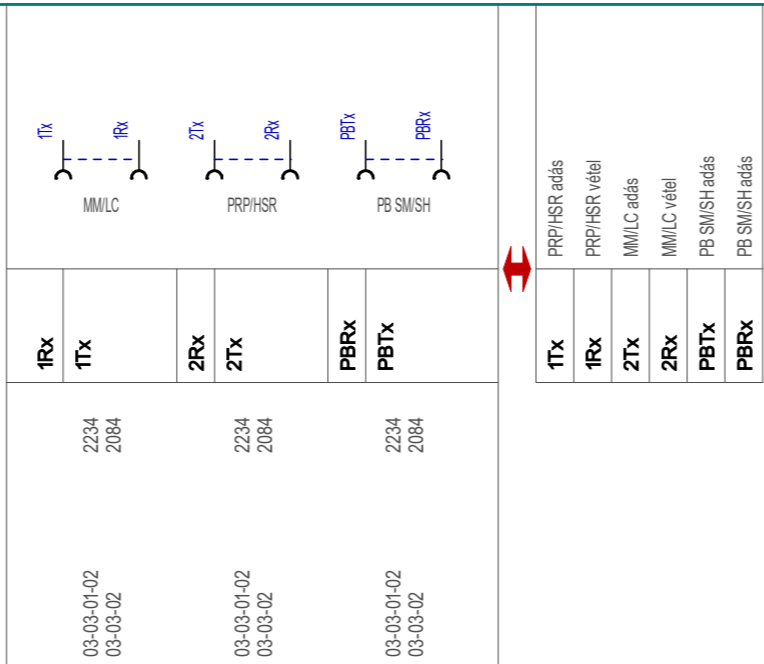 1Tx
1Rx
2Tx
2Rx
PBTx
PBRx
MM/LC
PRP/HSR
PB SM/SH
PRP/HSR adás
PRP/HSR vétel
MM/LC adás
MM/LC vétel
PB SM/SH adás
PB SM/SH adás
1Rx
1Tx
2Rx
2Tx
PBRx
PBTx
1Tx
1Rx
2Tx
2Rx
PBTx
PBRx
2234
2084
2234
2084
2234
2084
03-03-01-02
03-03-02
03-03-01-02
03-03-02
03-03-01-02
03-03-02